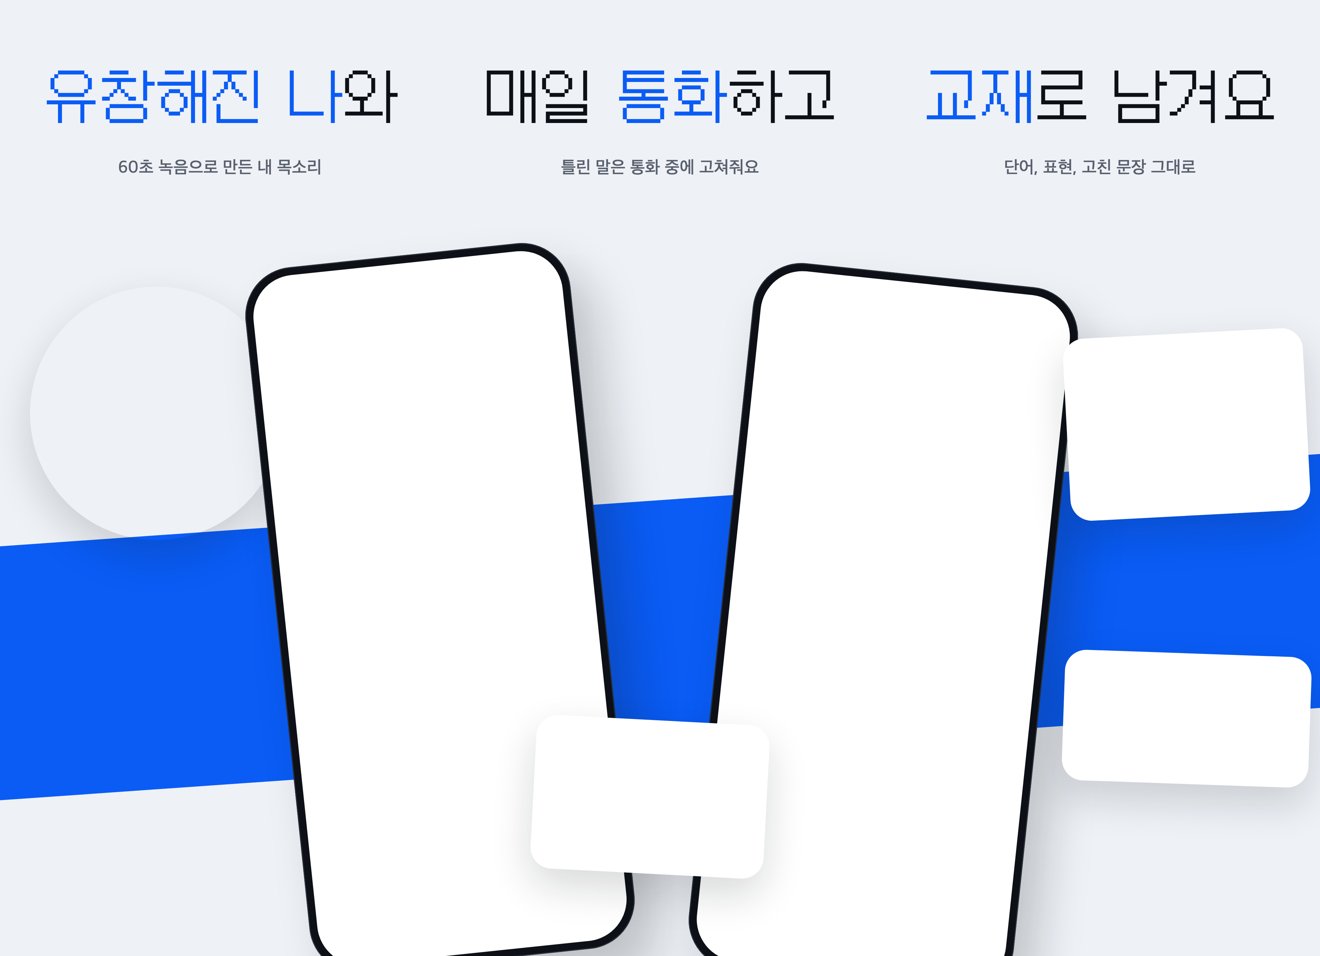 유창해진 나와
60초 녹음으로 만든 내 목소리
매일 통화하고
틀린 말은 통화 중에 고쳐줘요
교재로 남겨요
단어, 표현, 고친 문장 그대로